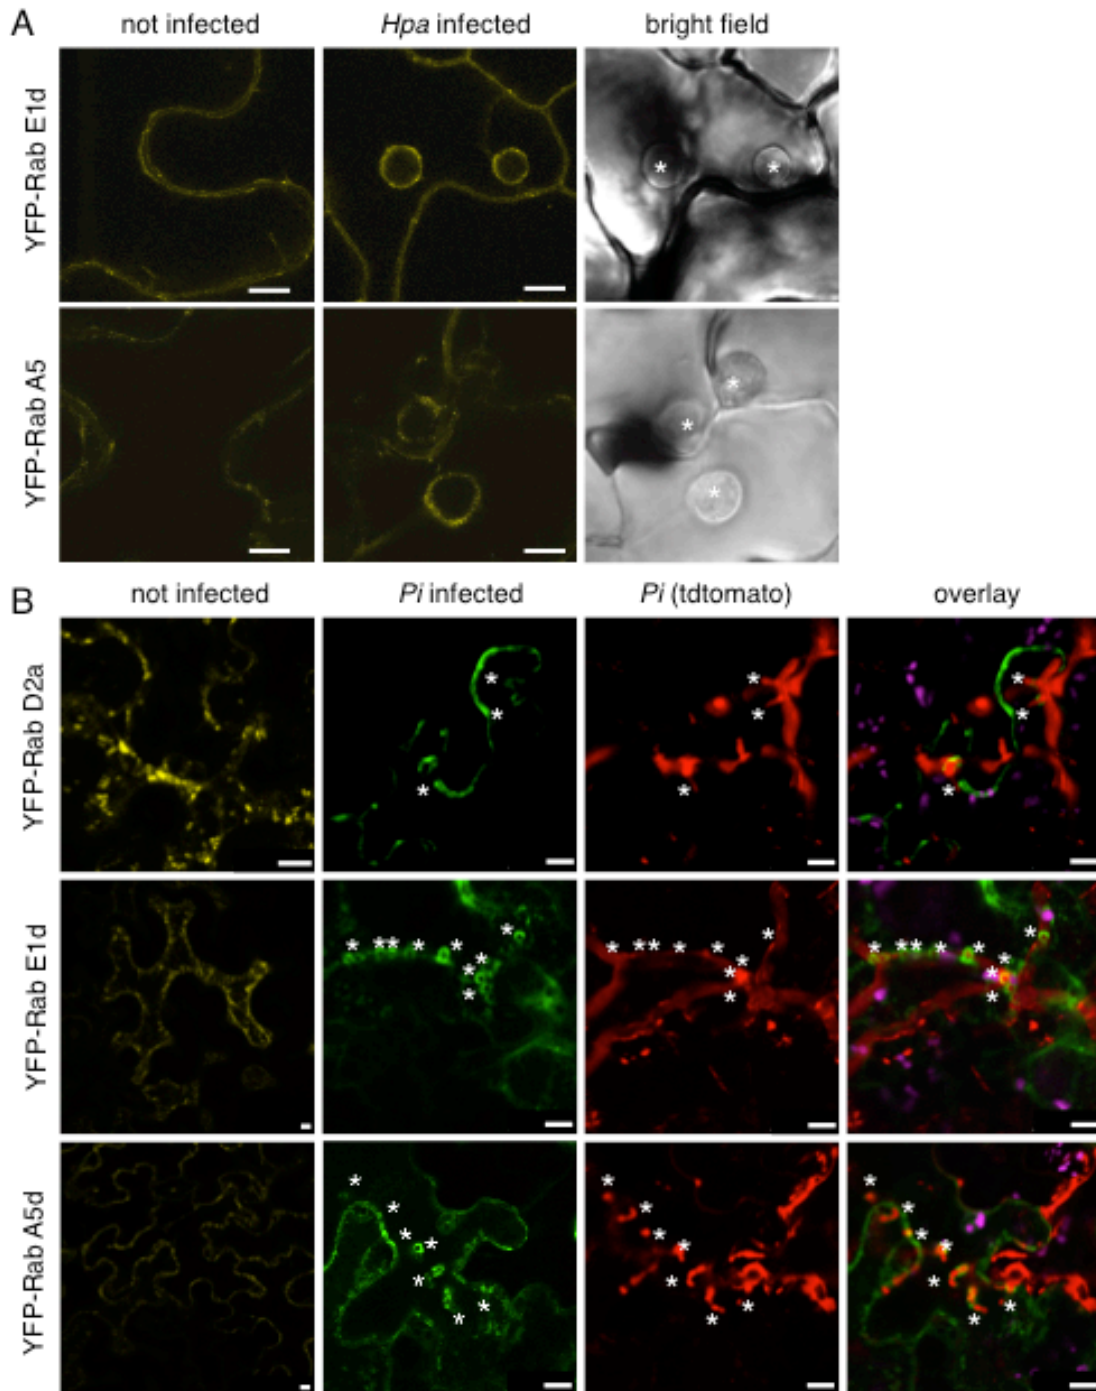 A
not infected Hpa infected bright field
YFP-Rab E1d
YFP-Rab A5
B
not infected Pi infected Pi (tdtomato) overlay
YFP-Rab D2a
YFP-Rab E1d
YFP-Rab A5d